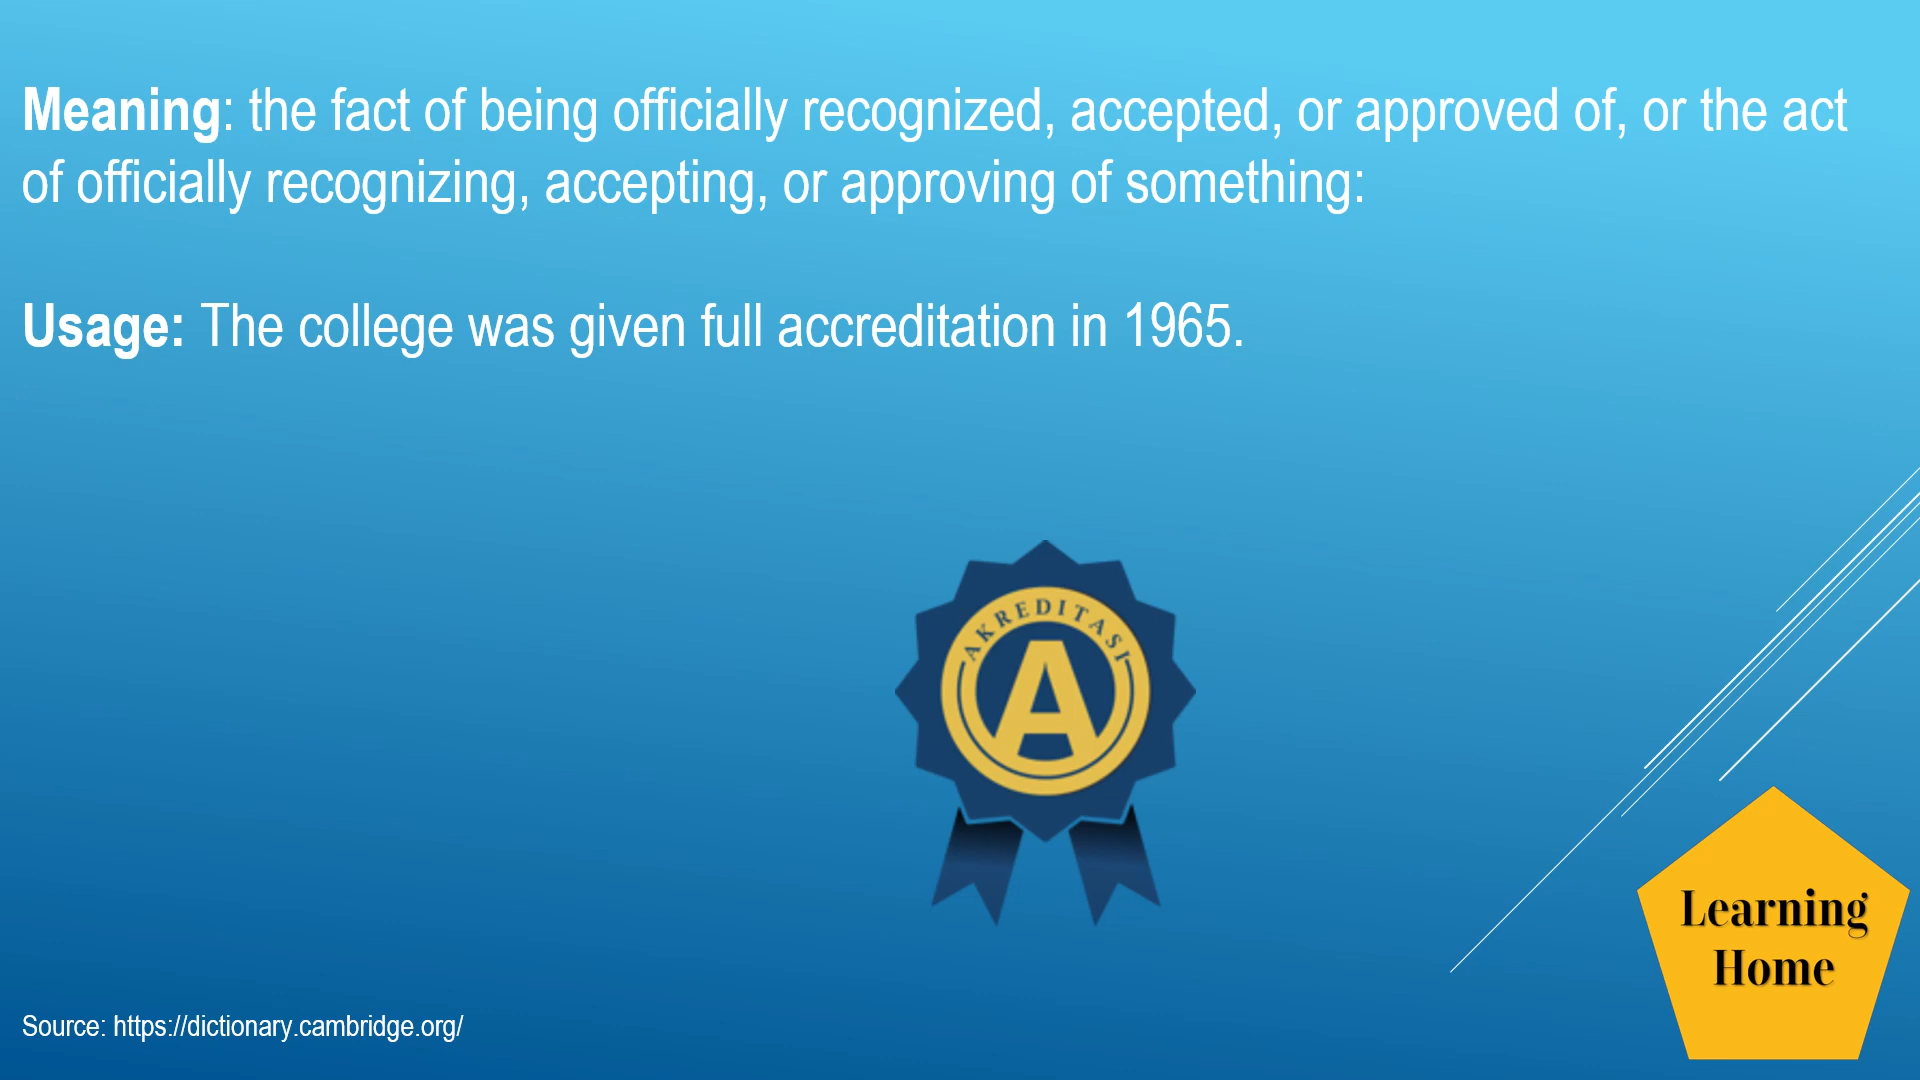 Meaning: the fact of being officially recognized, accepted, or approved of, or the act
of officially recognizing, accepting, or approving of something:
Usage: The college was given full accreditation in 1965.
AKREDITASI
A
Learning
Home
Source: https://dictionary.cambridge.org/